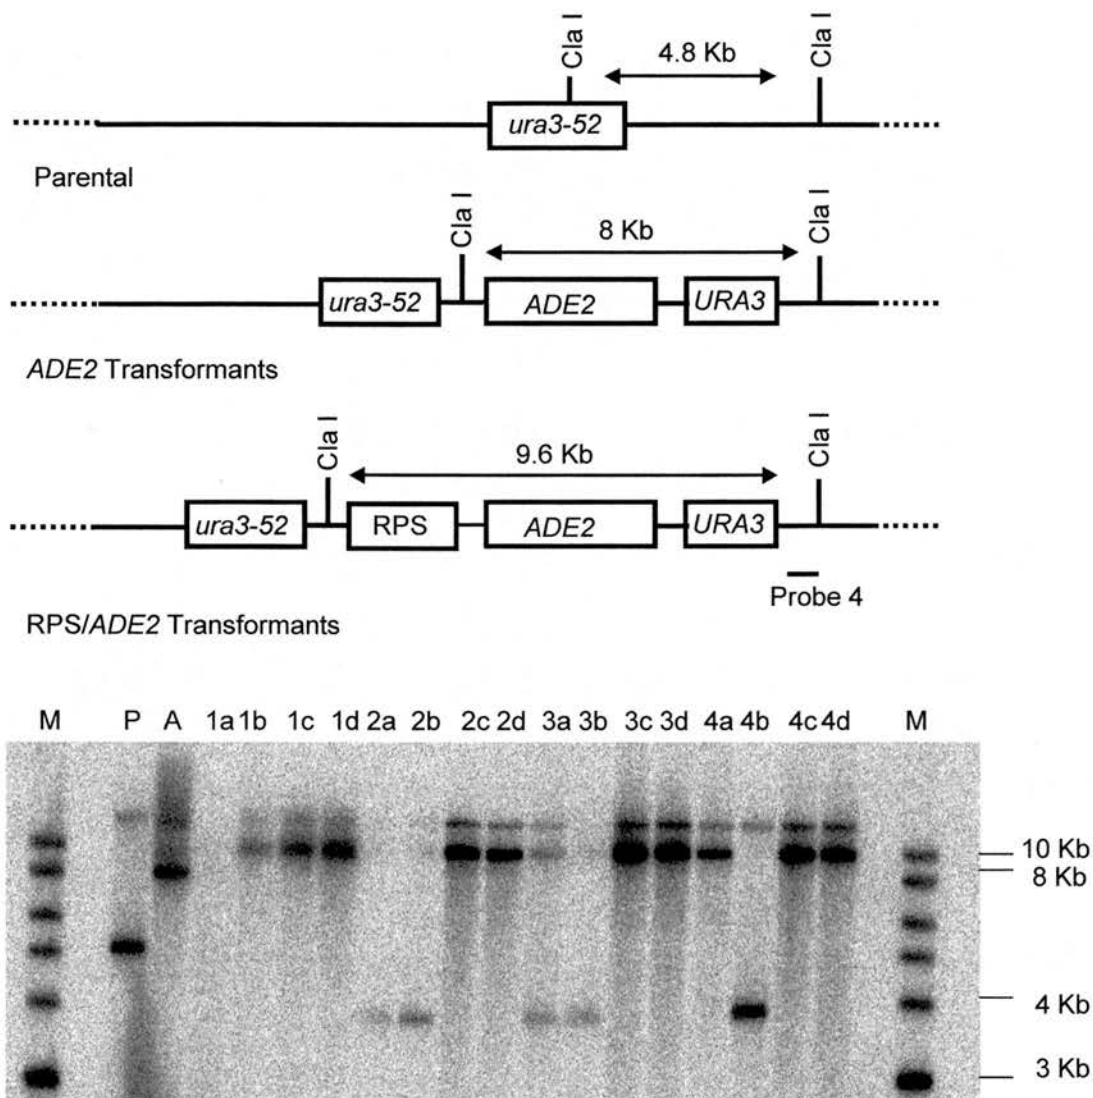 Cla I 4.8 Kb Cla I
ura3-52
Parental
Cla I 8 Kb Cla I
ura3-52 ADE2 URA3
ADE2 Transformants
Cla I 9.6 Kb Cla I
ura3-52 RPS ADE2 URA3
Probe 4
RPS/ADE2 Transformants
M P A 1a 1b 1c 1d 2a 2b 2c 2d 3a 3b 3c 3d 4a 4b 4c 4d M
10 Kb
8 Kb
4 Kb
3 Kb